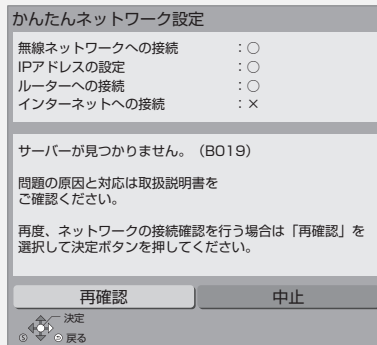 かんたんネットワーク設定
無線ネットワークへの接続 :○
IPアドレスの設定 :○
ルーターへの接続 :○
インターネットへの接続 :×
サーバーが見つかりません。(B019)
問題の原因と対応は取扱説明書を
ご確認ください。
再度、ネットワークの接続確認を行う場合は「再確認」を
選択して決定ボタンを押してください。
再確認 中止
決定
S 戻る